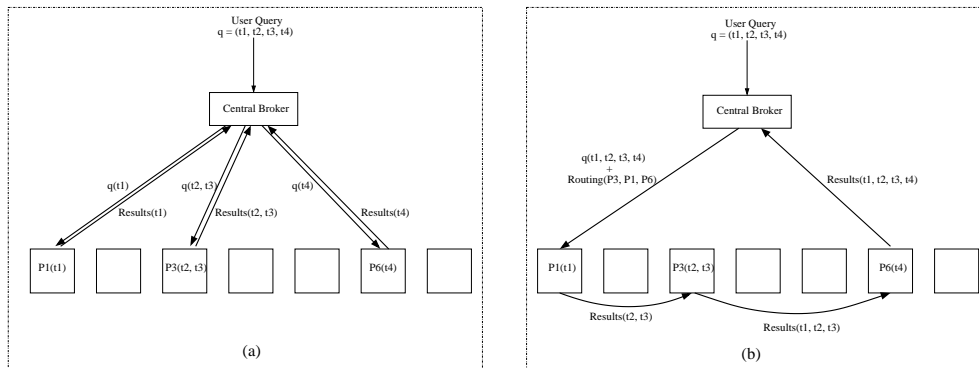 User Query
q = (t1, t2, t3, t4)
Central Broker
q(t1)
q(t2, t3)
q(t4)
Results(t1)
Results(t2, t3)
Results(t4)
P1(t1)
P3(t2, t3)
P6(t4)
(a)
User Query
q = (t1, t2, t3, t4)
Central Broker
q(t1, t2, t3, t4)
+
Routing(P3, P1, P6)
Results(t1, t2, t3, t4)
P1(t1)
P3(t2, t3)
P6(t4)
Results(t2, t3)
Results(t1, t2, t3)
(b)